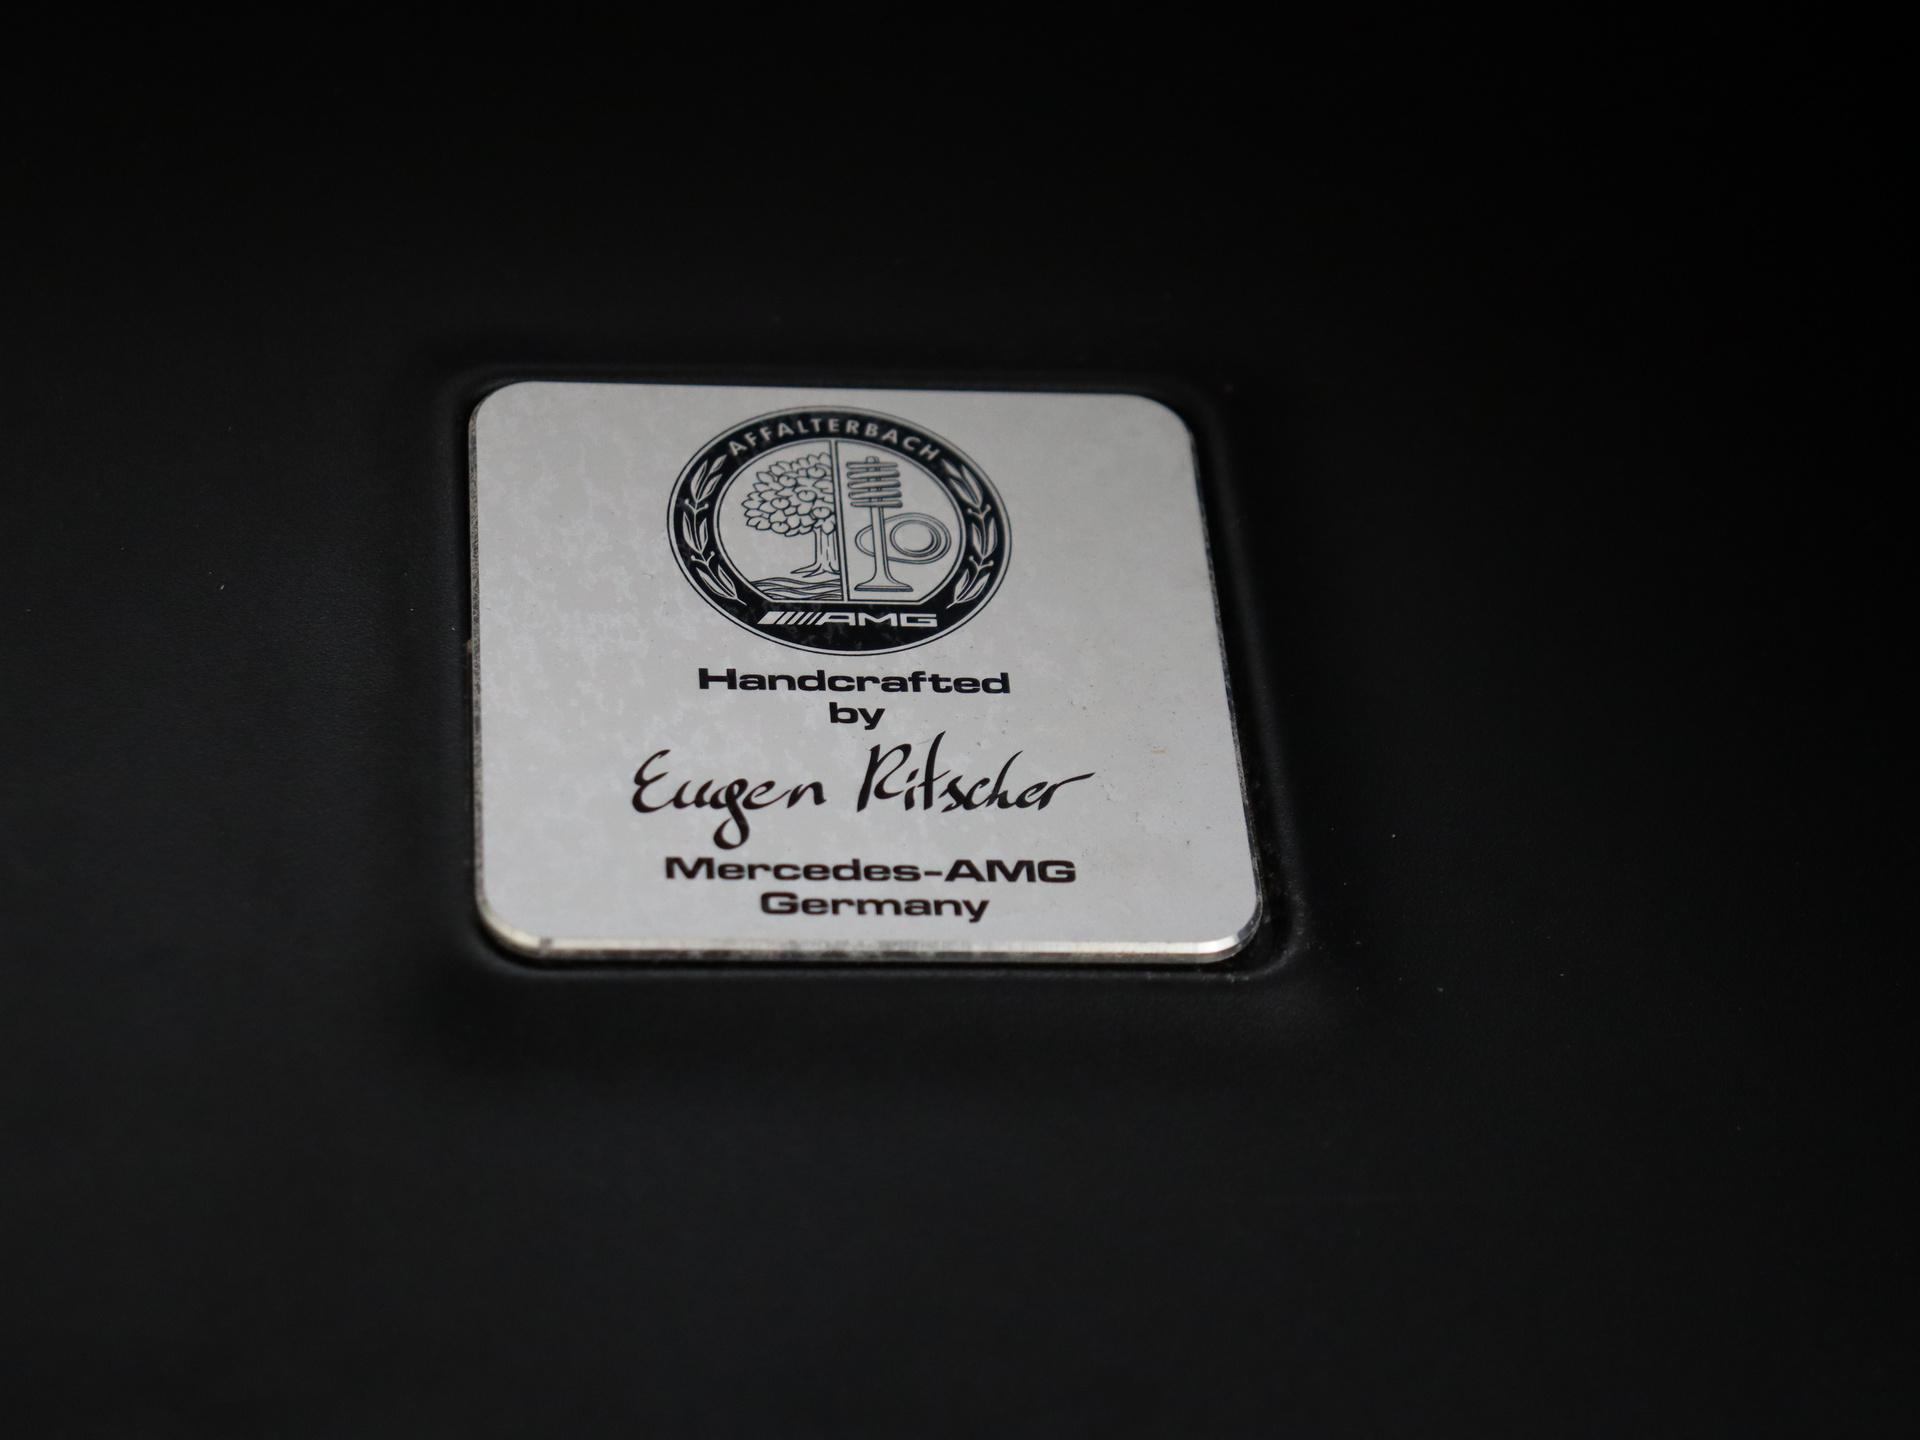 AFFALTERBACH
AMG
Handcrafted
by
Eugen Ritscher
Mercedes-AMG
Germany